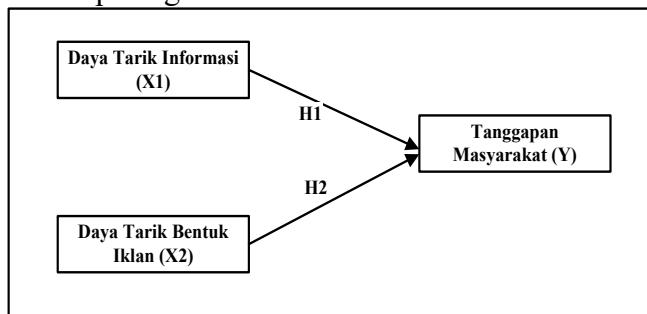 Daya Tarik Informasi
(X1)
H1
Tanggapan
Masyarakat (Y)
H2
Daya Tarik Bentuk
Iklan (X2)